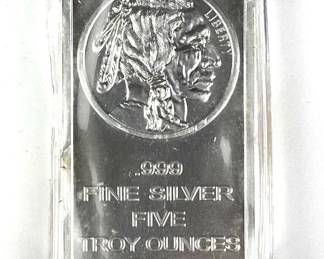 LIBERTY
.999
FINE SILVER
FIVE
TROY OUNCES